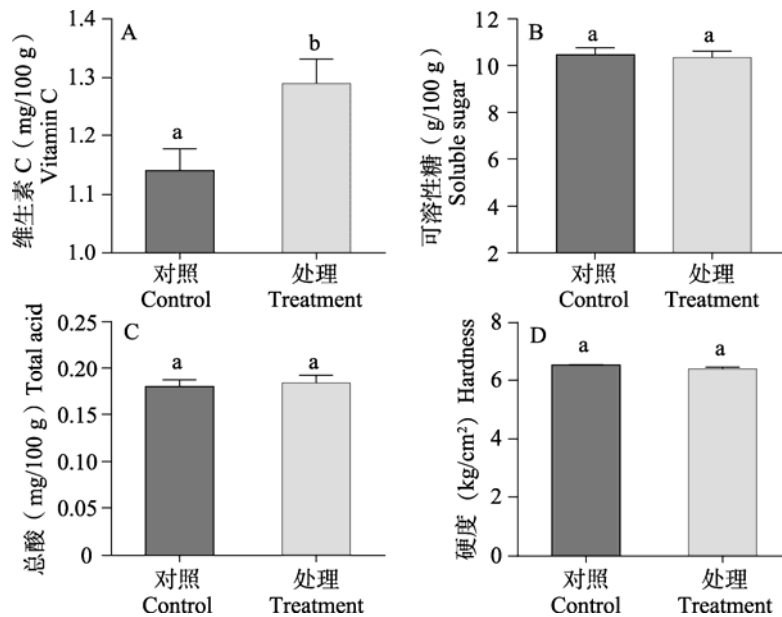 A
维生素 C（mg/100 g）
Vitamin C
1.4
1.3
1.2
1.1
1.0
a
b
对照
Control
处理
Treatment
B
可溶性糖（g/100 g）
Soluble sugar
12
10
8
6
4
2
a
a
对照
Control
处理
Treatment
C
总酸（mg/100 g）Total acid
0.25
0.20
0.15
0.10
0.05
0
a
a
对照
Control
处理
Treatment
D
硬度（kg/cm²）Hardness
8
6
4
2
0
a
a
对照
Control
处理
Treatment